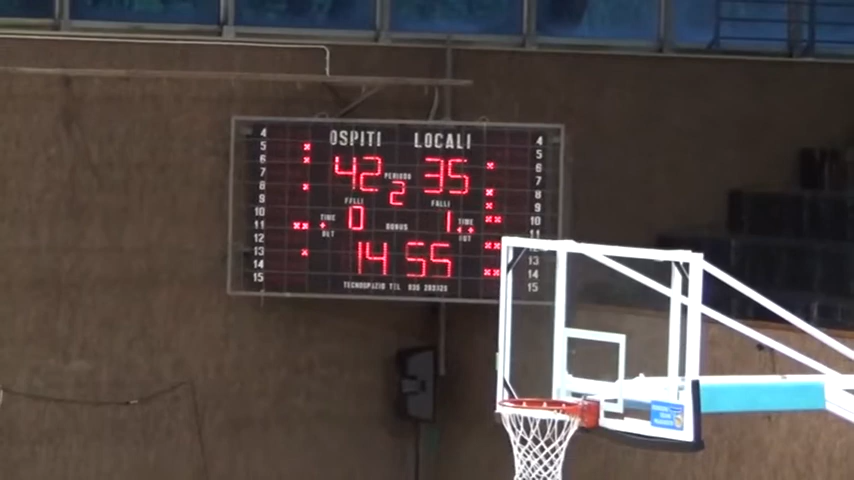 OSPITI LOCALI
42 PERIODO 35
2
FALLI FALLI
0 1
TIME TIME
BONUS
OUT
14 55
TECNOSPAZIO TEL
4 4
5 5
6 6
7 7
8 8
9 9
10 10
11 11
12 12
13 13
14 14
15 15